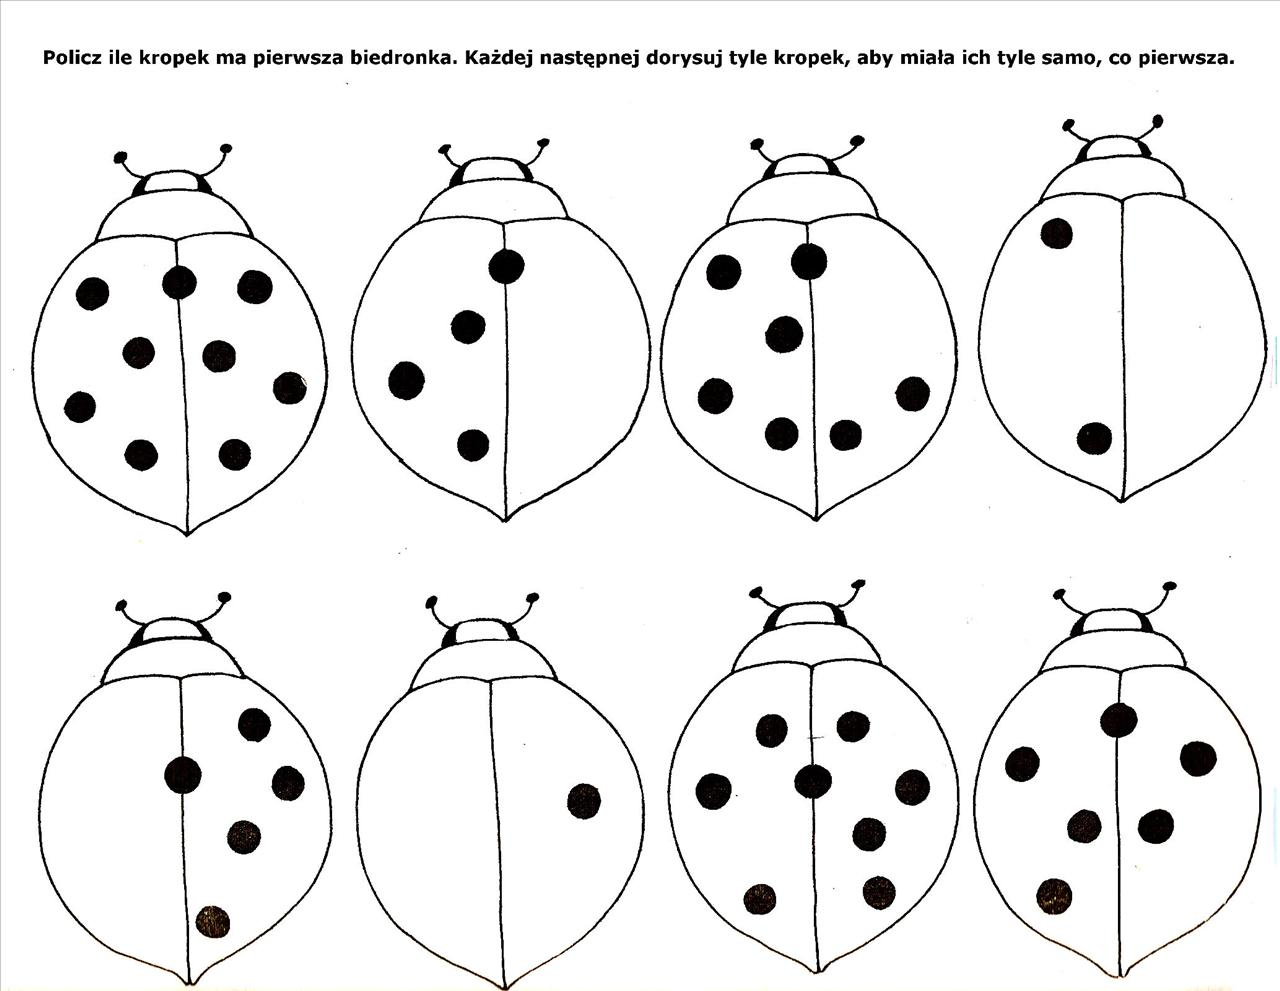 Policz ile kropek ma pierwsza biedronka. Każdej następnej dorysuj tyle kropek, aby miała ich tyle samo, co pierwsza.